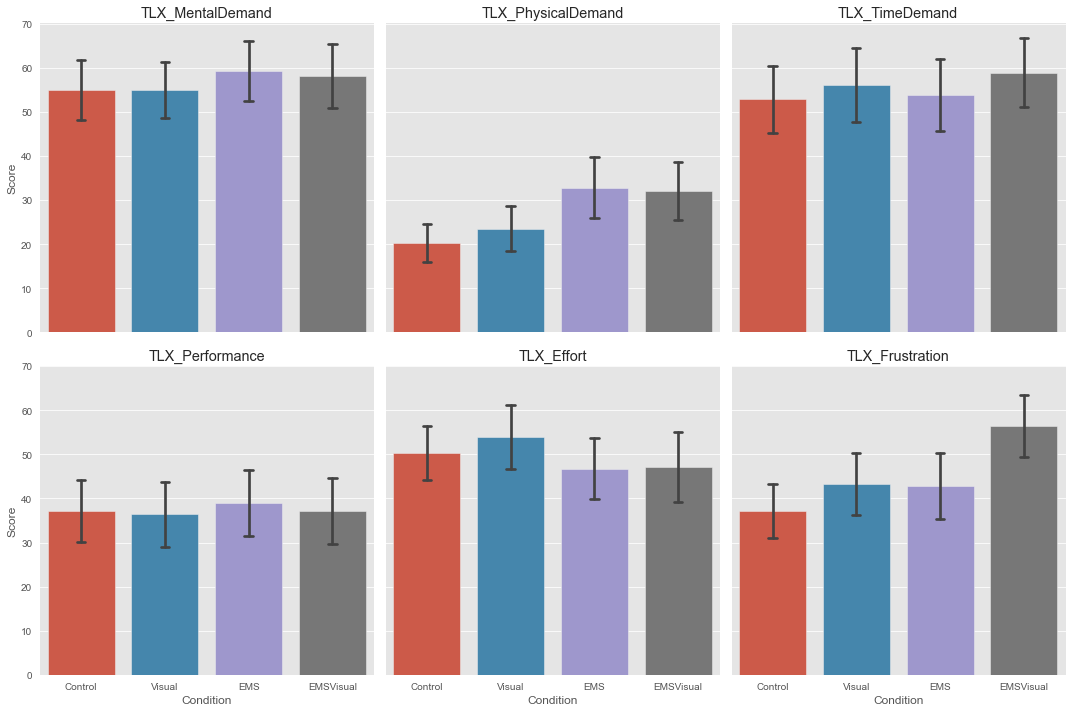 TLX_MentalDemand TLX_PhysicalDemand TLX_TimeDemand
70
60
50
40
30
20
10
0
Score
TLX_Performance TLX_Effort TLX_Frustration
70
60
50
40
30
20
10
0
Score
Control Visual EMS EMSVisual Control Visual EMS EMSVisual Control Visual EMS EMSVisual
Condition Condition Condition